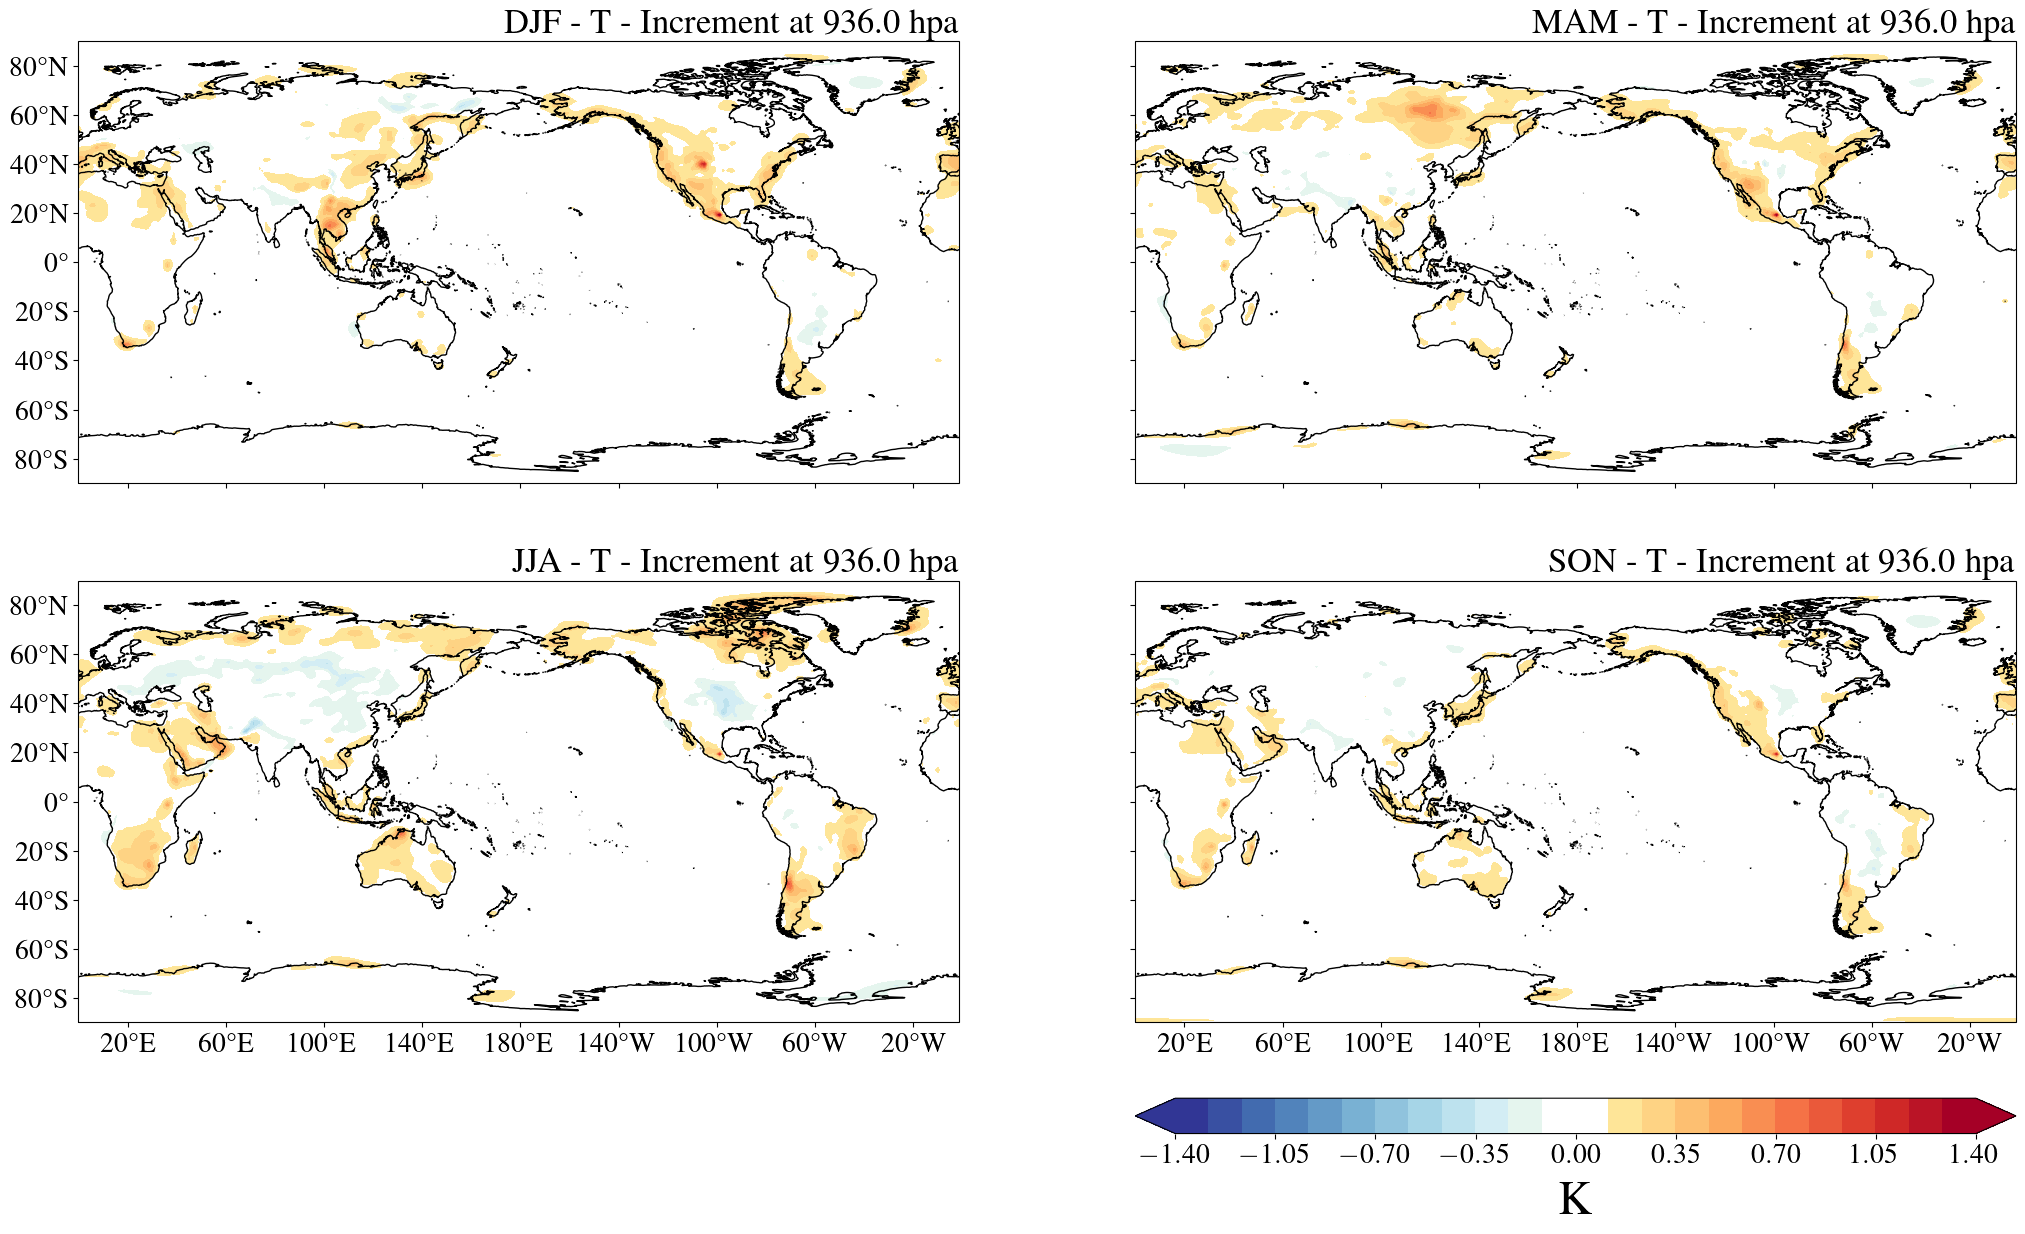 DJF - T - Increment at 936.0 hpa
MAM - T - Increment at 936.0 hpa
80°N
60°N
40°N
20°N
0°
20°S
40°S
60°S
80°S
JJA - T - Increment at 936.0 hpa
SON - T - Increment at 936.0 hpa
80°N
60°N
40°N
20°N
0°
20°S
40°S
60°S
80°S
20°E 60°E 100°E 140°E 180°E 140°W 100°W 60°W 20°W
20°E 60°E 100°E 140°E 180°E 140°W 100°W 60°W 20°W
−1.40 −1.05 −0.70 −0.35 0.00 0.35 0.70 1.05 1.40
K